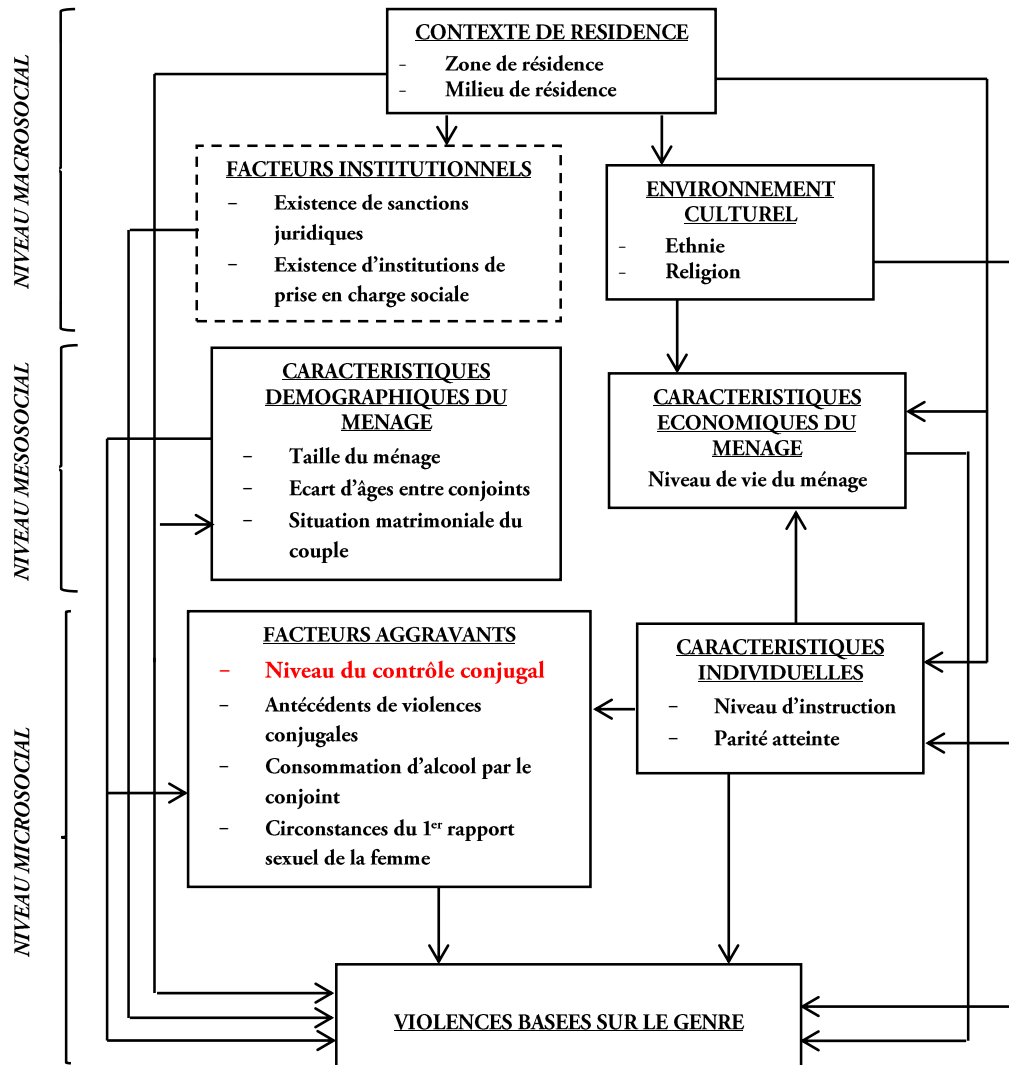 NIVEAU MACROSOCIAL
CONTEXTE DE RESIDENCE
- Zone de résidence
- Milieu de résidence
FACTEURS INSTITUTIONNELS
- Existence de sanctions
juridiques
- Existence d'institutions de
prise en charge sociale
ENVIRONNEMENT
CULTUREL
- Ethnie
- Religion
NIVEAU MESOSOCIAL
CARACTERISTIQUES
DEMOGRAPHIQUES DU
MENAGE
- Taille du ménage
- Ecart d'âges entre conjoints
- Situation matrimoniale du
couple
CARACTERISTIQUES
ECONOMIQUES DU
MENAGE
Niveau de vie du ménage
NIVEAU MICROSOCIAL
FACTEURS AGGRAVANTS
- Niveau du contrôle conjugal
- Antécédents de violences
conjugales
- Consommation d'alcool par le
conjoint
- Circonstances du 1er rapport
sexuel de la femme
CARACTERISTIQUES
INDIVIDUELLES
- Niveau d'instruction
- Parité atteinte
VIOLENCES BASEES SUR LE GENRE